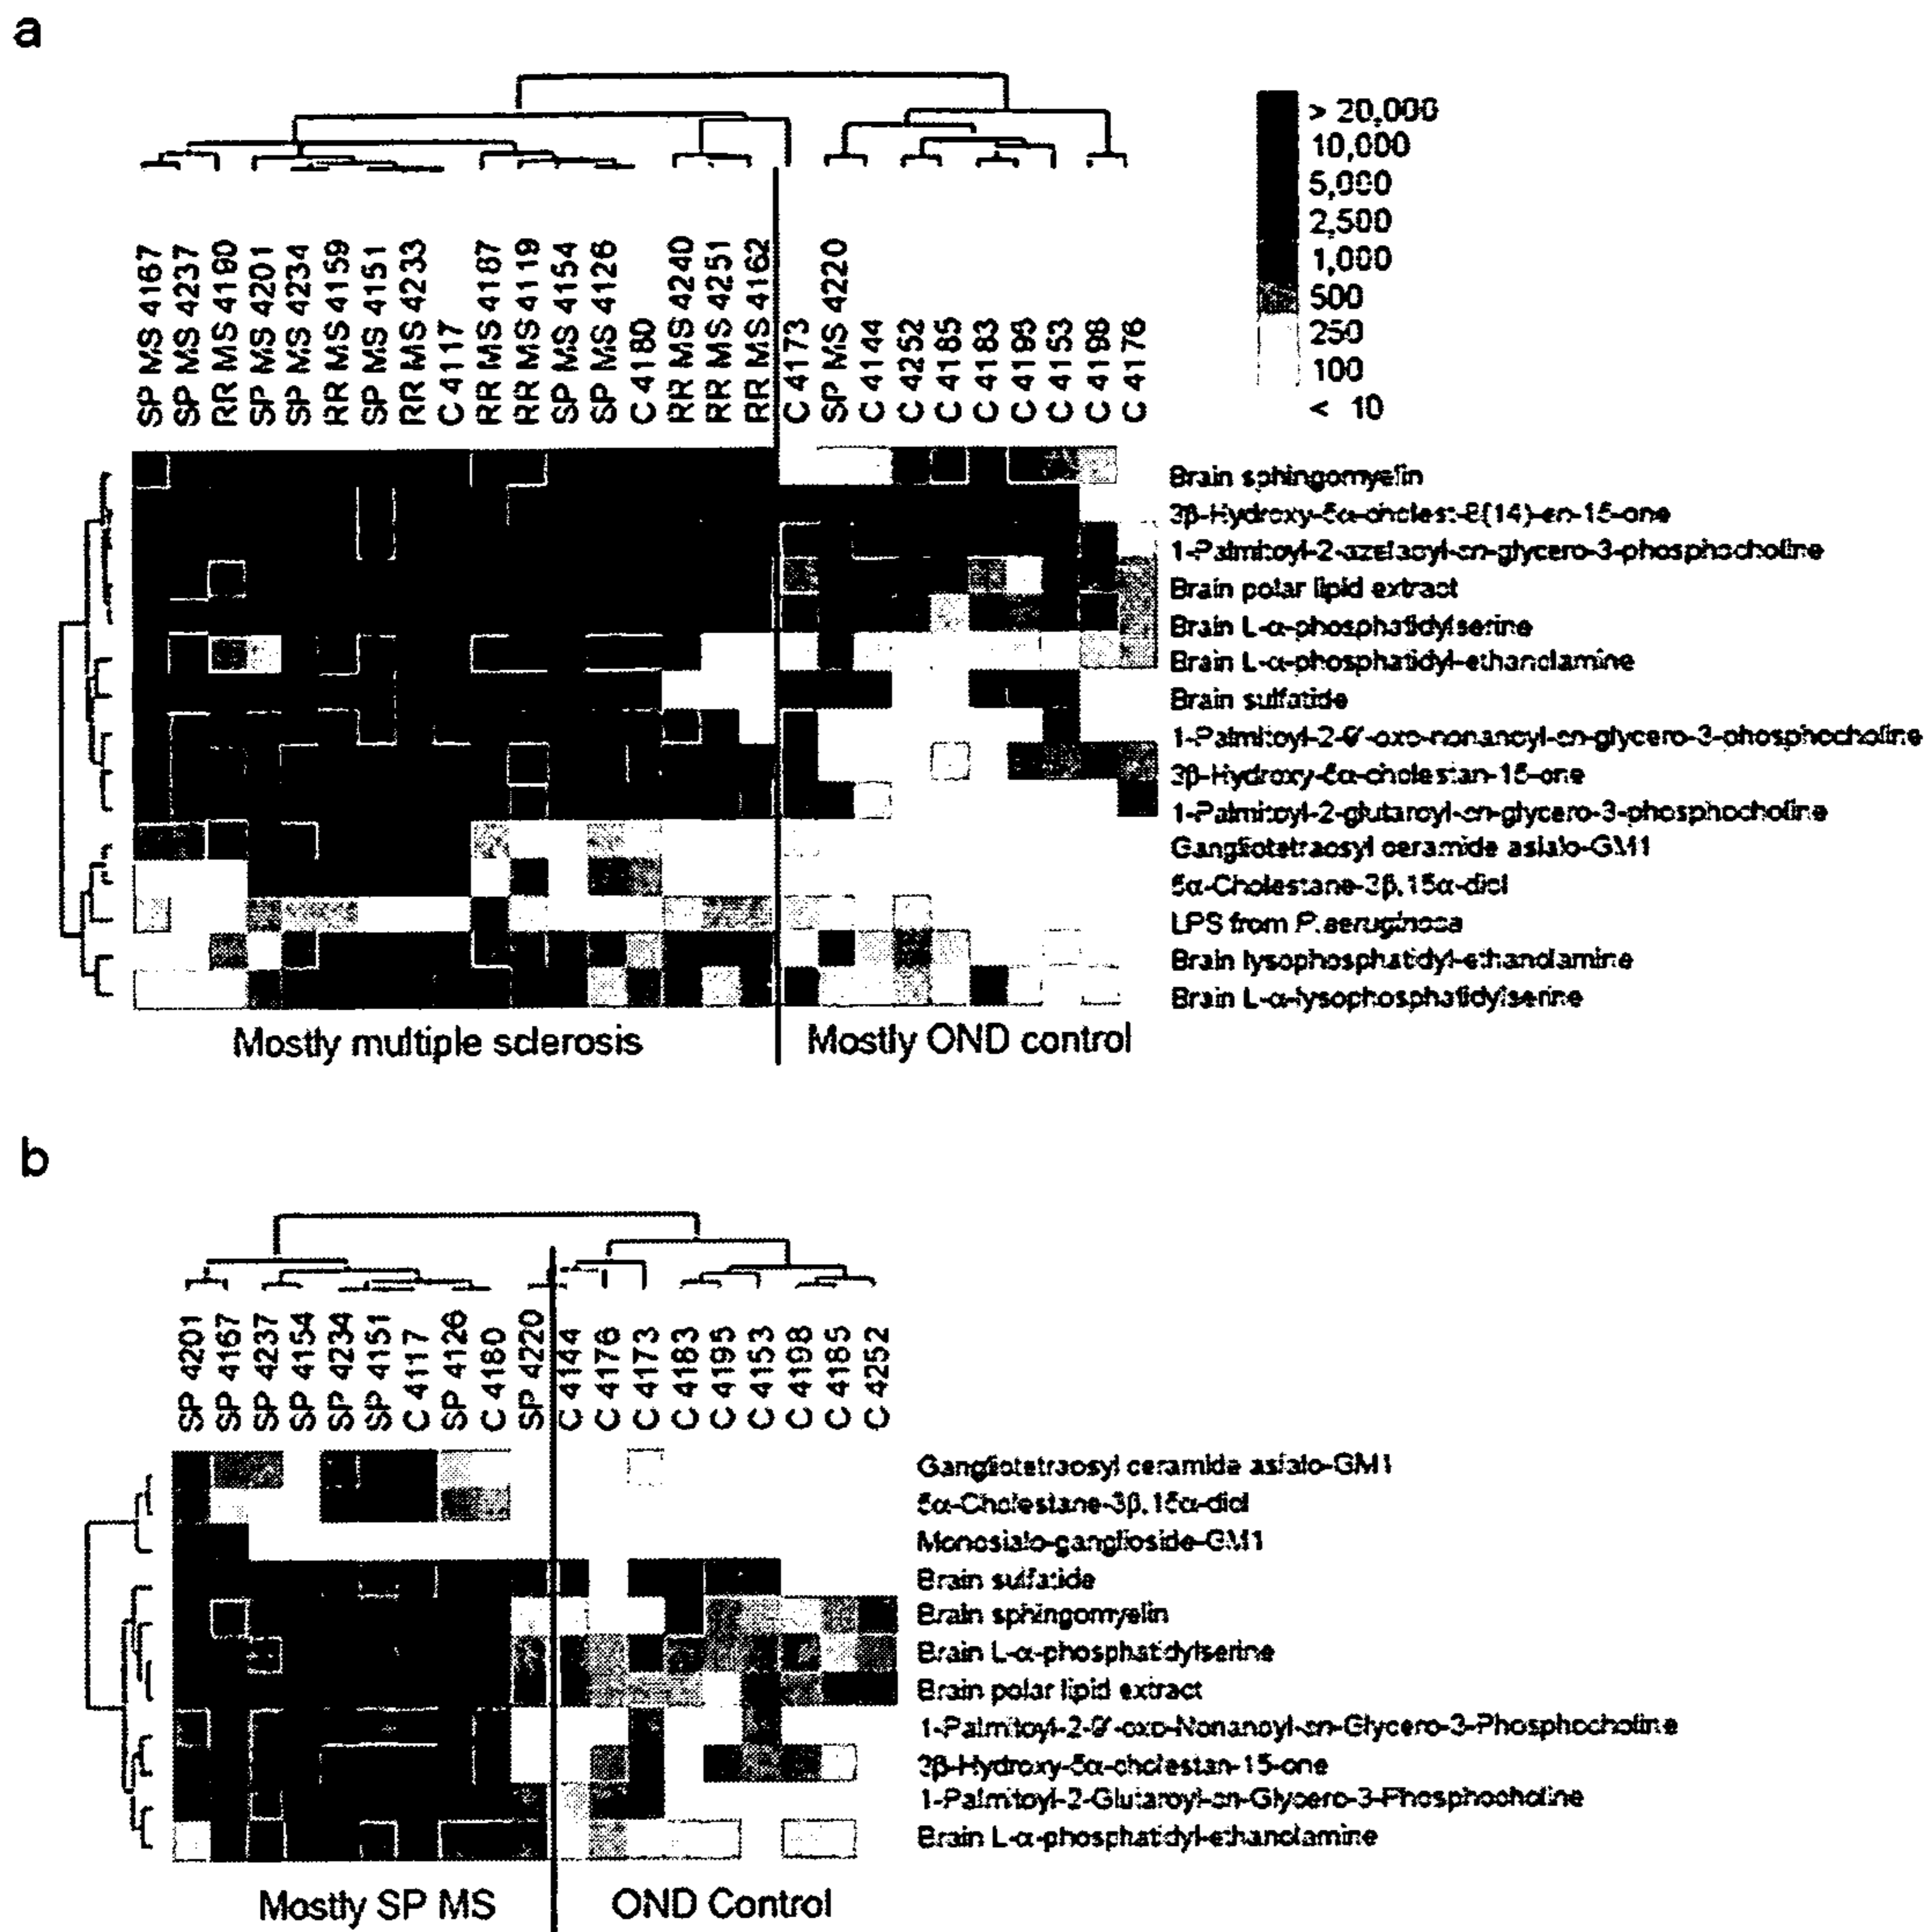 a
> 20,000
10,000
5,000
2,500
1,000
500
250
100
< 10
SP MS 4167
SP MS 4237
RR MS 4190
SP MS 4201
SP MS 4234
RR MS 4159
SP MS 4151
RR MS 4233
C 4117
RR MS 4187
RR MS 4119
SP MS 4154
SP MS 4126
C 4180
RR MS 4240
RR MS 4251
RR MS 4162
C 4173
SP MS 4220
C 4144
C 4252
C 4185
C 4183
C 4195
C 4153
C 4198
C 4176
Brain sphingomyelin
3β-Hydroxy-5α-cholest-8(14)-en-15-one
1-Palmitoyl-2-azelaoyl-sn-glycero-3-phosphocholine
Brain polar lipid extract
Brain L-α-phosphatidylserine
Brain L-α-phosphatidyl-ethanolamine
Brain sulfatide
1-Palmitoyl-2-9'-oxo-nonanoyl-sn-glycero-3-phosphocholine
3β-Hydroxy-5α-cholestan-15-one
1-Palmitoyl-2-glutaroyl-sn-glycero-3-phosphocholine
Gangliotetraosyl ceramide asialo-GM1
5α-Cholestane-3β,15α-diol
LPS from P.aeruginosa
Brain lysophosphatidyl-ethanolamine
Brain L-α-lysophosphatidylserine
Mostly multiple sclerosis
Mostly OND control
b
SP 4201
SP 4167
SP 4237
SP 4154
SP 4234
SP 4151
C 4117
SP 4126
C 4180
SP 4220
C 4144
C 4176
C 4173
C 4183
C 4195
C 4153
C 4198
C 4185
C 4252
Gangliotetraosyl ceramide asialo-GM1
5α-Cholestane-3β,15α-diol
Monosialo-ganglioside-GM1
Brain sulfatide
Brain sphingomyelin
Brain L-α-phosphatidylserine
Brain polar lipid extract
1-Palmitoyl-2-9'-oxo-Nonanoyl-sn-Glycero-3-Phosphocholine
3β-Hydroxy-5α-cholestan-15-one
1-Palmitoyl-2-Glutaroyl-sn-Glycero-3-Phosphocholine
Brain L-α-phosphatidyl-ethanolamine
Mostly SP MS
OND Control